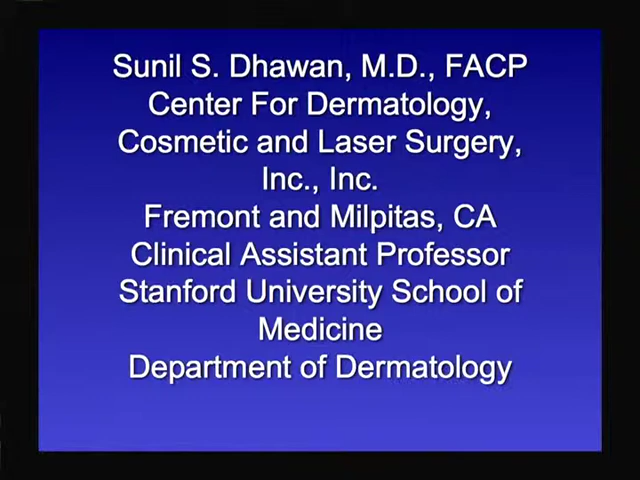 Sunil S. Dhawan, M.D., FACP
Center For Dermatology,
Cosmetic and Laser Surgery,
Inc., Inc.
Fremont and Milpitas, CA
Clinical Assistant Professor
Stanford University School of
Medicine
Department of Dermatology